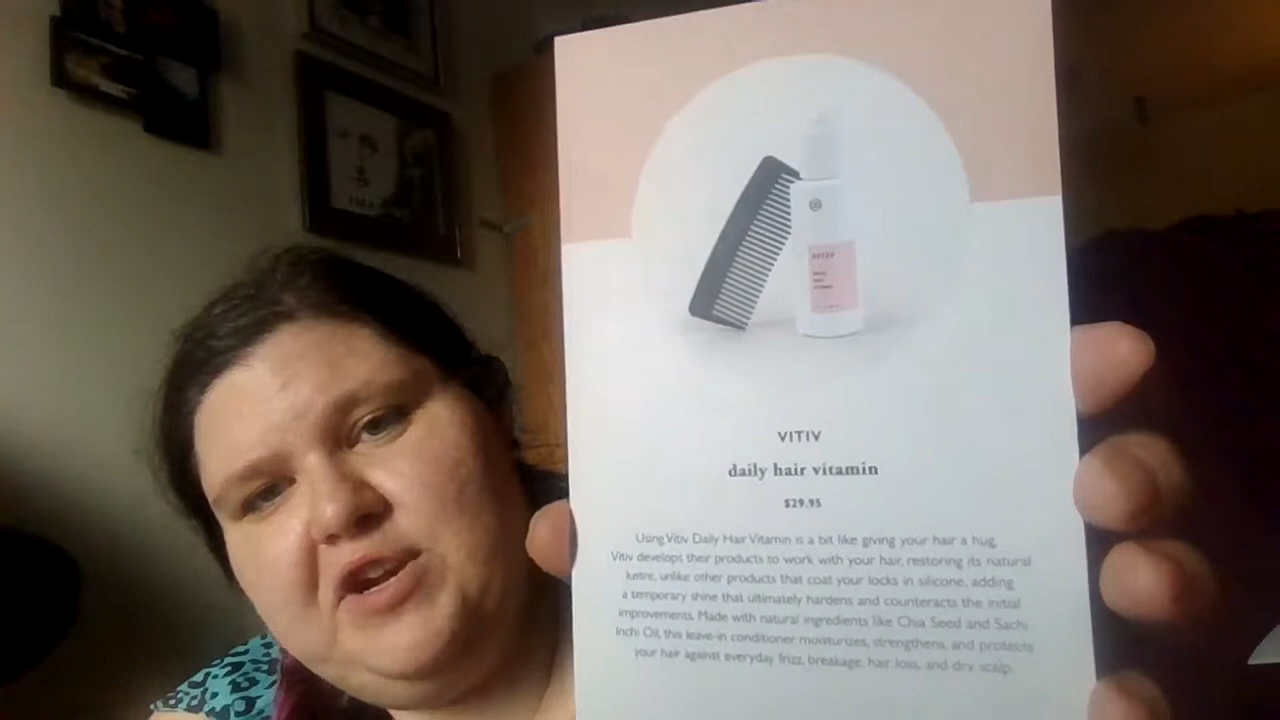 VITIV
daily hair vitamin
$29.95
Using Vitiv Daily Hair Vitamin is a bit like giving your hair a hug.
Vitiv develops their products to work with your hair, restoring its natural
lustre, unlike other products that coat your locks in silicone, adding
a temporary shine that ultimately hardens and counteracts the initial
improvements. Made with natural ingredients like Chia Seed and Sachi
Inchi Oil, this leave-in conditioner moisturizes, strengthens, and protects
your hair against everyday frizz, breakage, hair loss, and dry scalp.